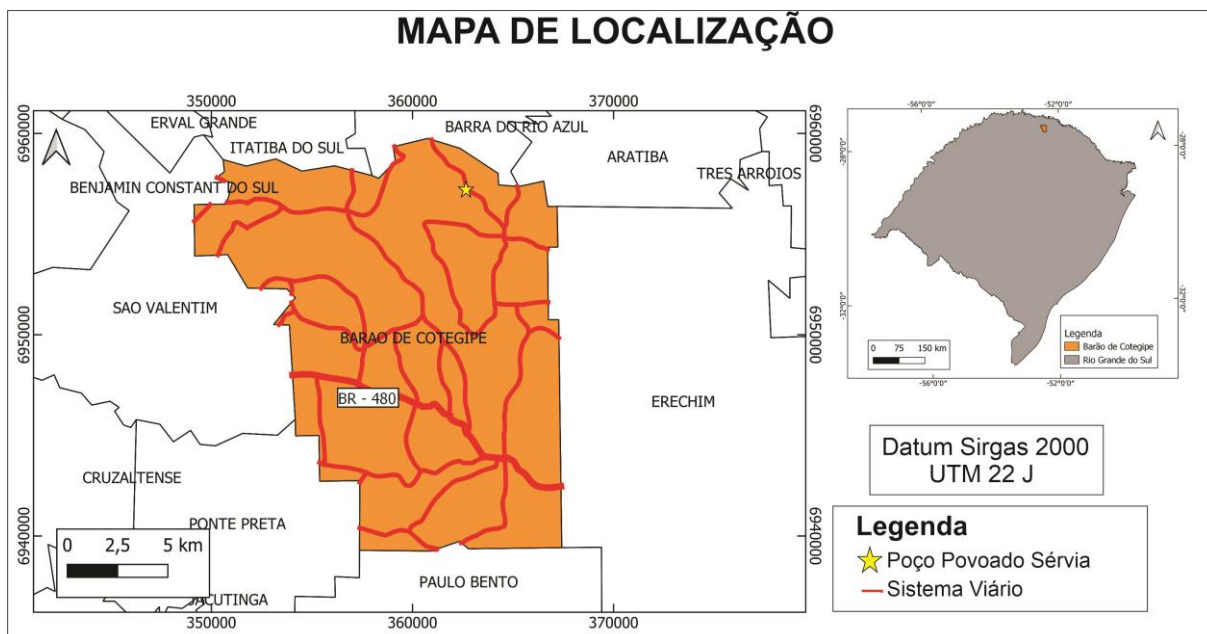 MAPA DE LOCALIZAÇÃO
350000
360000
370000
6960000
6960000
ERVAL GRANDE
ITATIBA DO SUL
BARRA DO RIO AZUL
ARATIBA
TRES ARROIOS
BENJAMIN CONSTANT DO SUL
SAO VALENTIM
6950000
6950000
BARAO DE COTEGIPE
BR - 480
ERECHIM
CRUZALTENSE
PONTE PRETA
6940000
6940000
0 2,5 5 km
PAULO BENTO
JACUTINGA
350000
360000
370000
-56°0'0"
-52°0'0"
-28°0'0"
-28°0'0"
-32°0'0"
-32°0'0"
Legenda
Barão de Cotegipe
Rio Grande do Sul
0 75 150 km
-56°0'0"
-52°0'0"
Datum Sirgas 2000
UTM 22 J
Legenda
Poço Povoado Sérvia
Sistema Viário